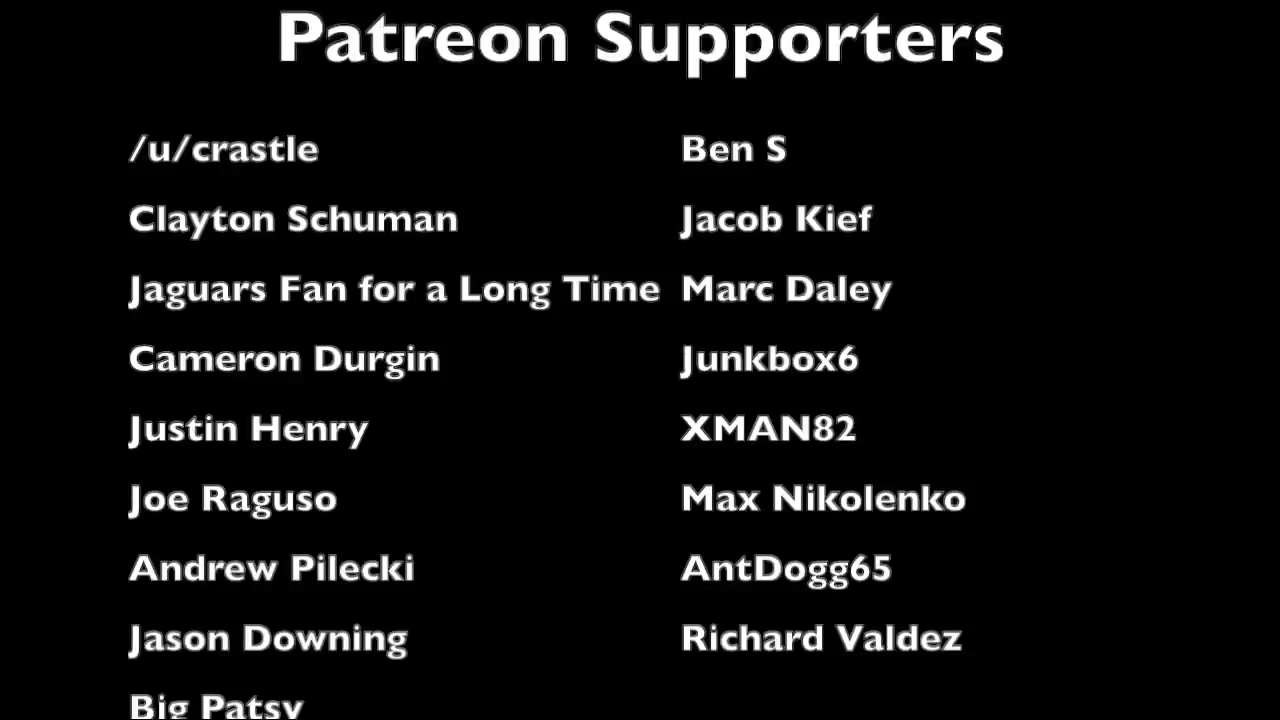 Patreon Supporters
/u/crastle
Clayton Schuman
Jaguars Fan for a Long Time
Cameron Durgin
Justin Henry
Joe Raguso
Andrew Pilecki
Jason Downing
Big Patsy
Ben S
Jacob Kief
Marc Daley
Junkbox6
XMAN82
Max Nikolenko
AntDogg65
Richard Valdez